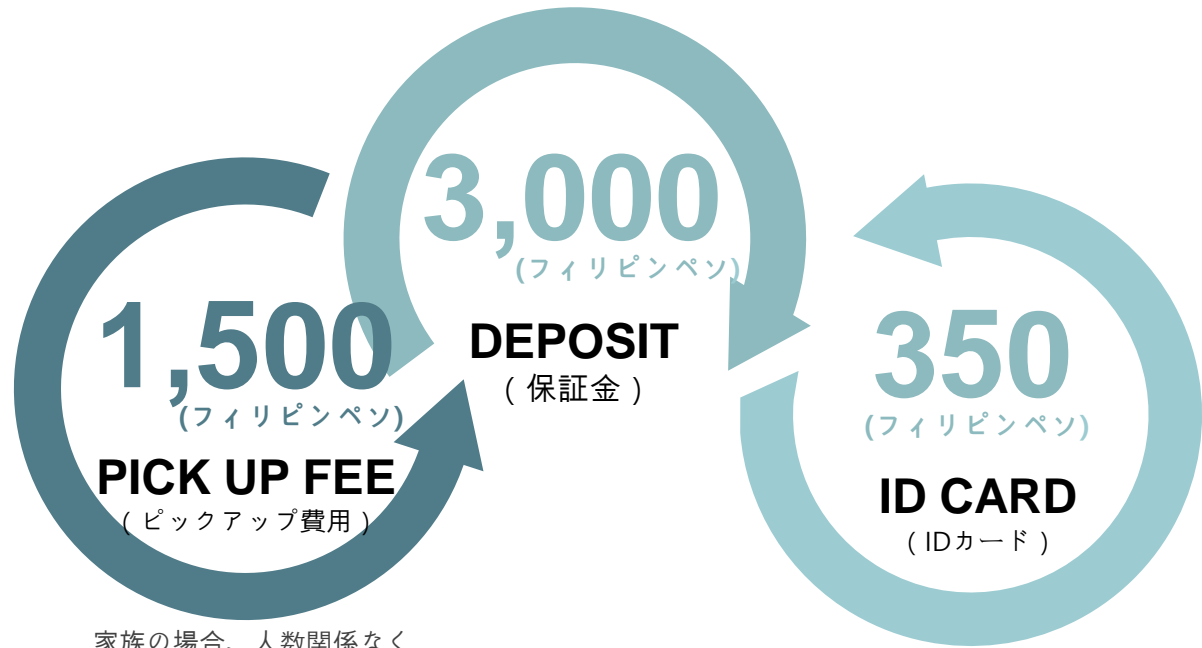 1,500
(フィリピンペソ)
PICK UP FEE
( ピックアップ費用 )
家族の場合、人数関係なく
3,000
(フィリピンペソ)
DEPOSIT
( 保証金 )
350
(フィリピンペソ)
ID CARD
( IDカード )